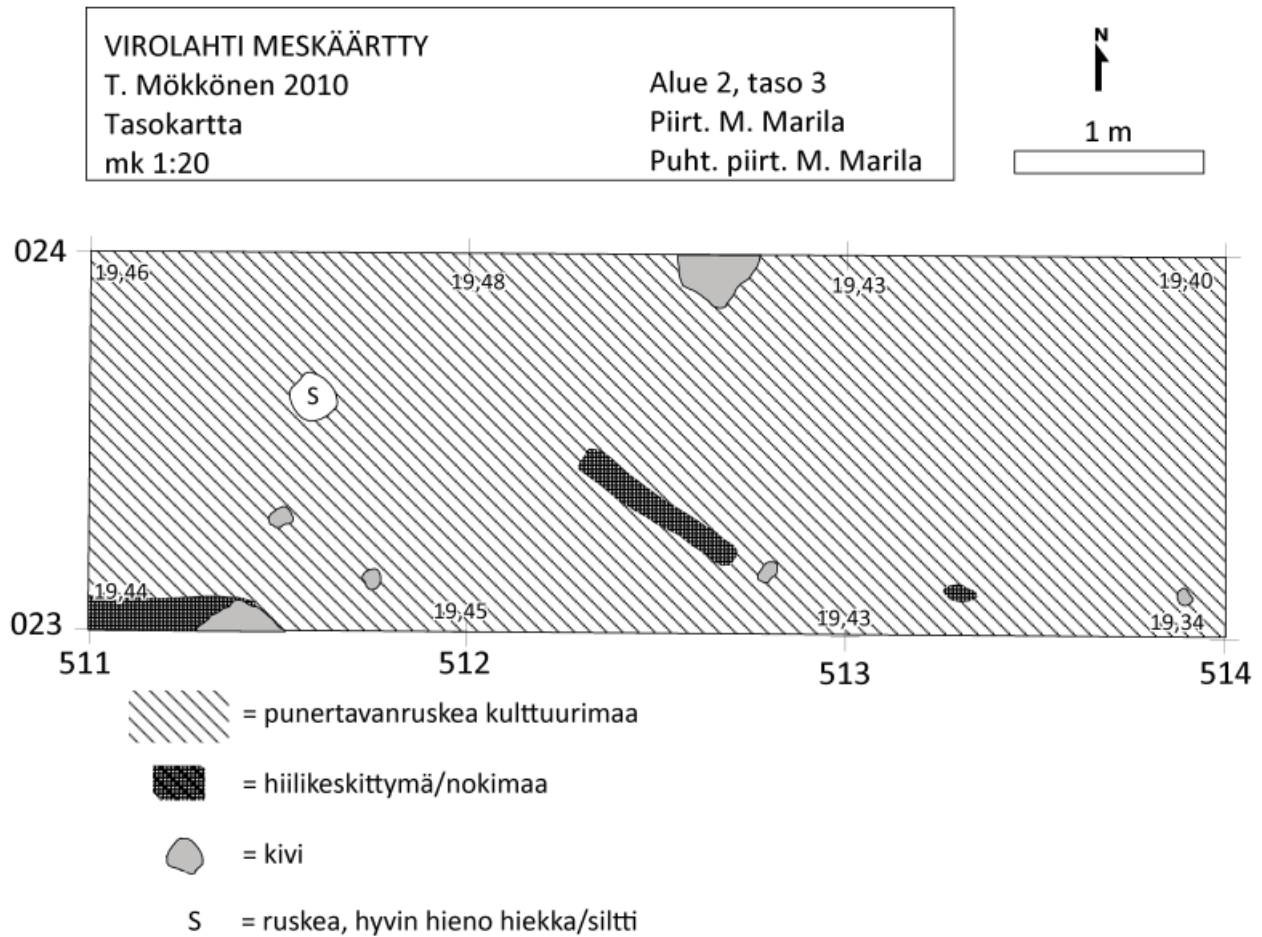 VIROLAHTI MESKÄÄRTTY
T. Mökkönen 2010
Tasokartta
mk 1:20
Alue 2, taso 3
Piirt. M. Marila
Puht. piirt. M. Marila
N
1 m
024
19,46
19,48
19,43
19,40
S
19,44
19,45
19,43
19,34
023
511
512
513
514
= punertavanruskea kulttuurimaa
= hiilikeskittymä/nokimaa
= kivi
S = ruskea, hyvin hieno hiekka/siltti